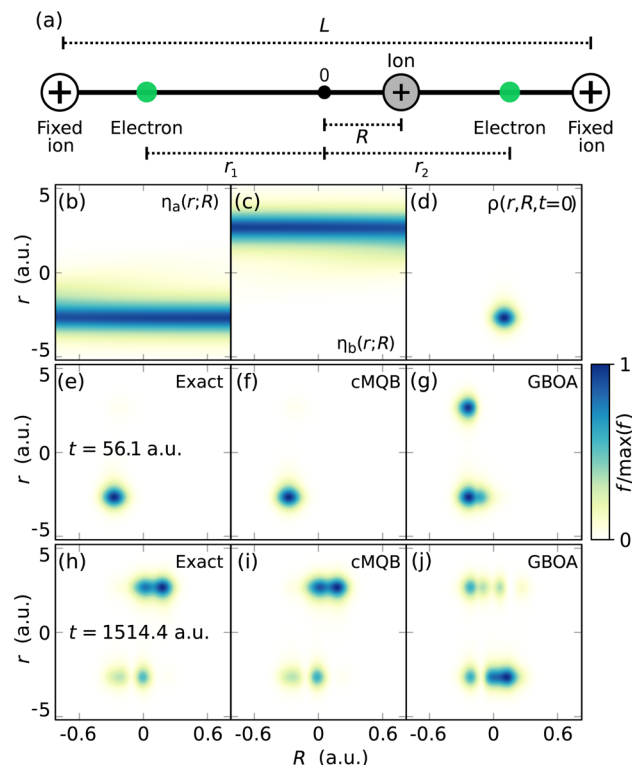 (a)
L
0
Ion
+ + +
R
Fixed ion
Electron
Electron
Fixed ion
r₁
r₂
(b) ηa(r;R)
(c) ηb(r;R)
(d) ρ(r,R,t=0)
5
0
-5
r (a.u.)
(e) Exact
(f) cMQB
(g) GBOA
t = 56.1 a.u.
5
0
-5
r (a.u.)
1
0
f/max(f)
(h) Exact
(i) cMQB
(j) GBOA
t = 1514.4 a.u.
5
0
-5
r (a.u.)
-0.6 0 0.6 -0.6 0 0.6 -0.6 0 0.6
R (a.u.)